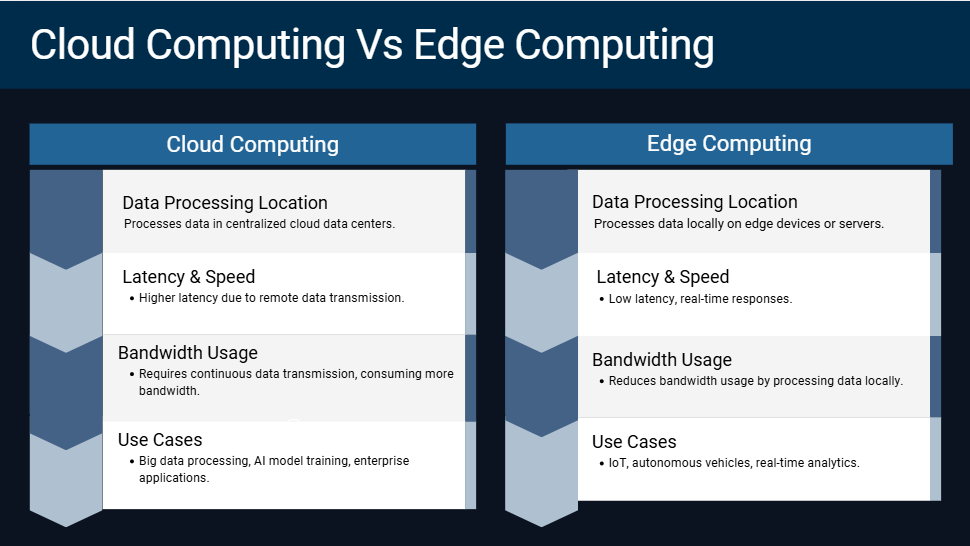 Cloud Computing Vs Edge Computing
Cloud Computing
Data Processing Location
Processes data in centralized cloud data centers.
Latency & Speed
• Higher latency due to remote data transmission.
Bandwidth Usage
• Requires continuous data transmission, consuming more
bandwidth.
Use Cases
• Big data processing, AI model training, enterprise
applications.
Edge Computing
Data Processing Location
Processes data locally on edge devices or servers.
Latency & Speed
• Low latency, real-time responses.
Bandwidth Usage
• Reduces bandwidth usage by processing data locally.
Use Cases
• IoT, autonomous vehicles, real-time analytics.